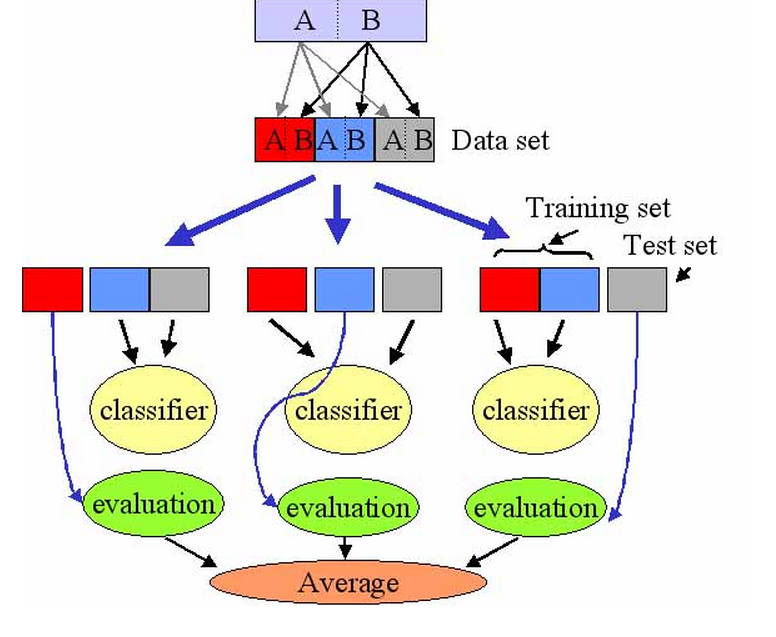 A B
A B A B A B Data set
Training set
Test set
classifier classifier classifier
evaluation evaluation evaluation
Average